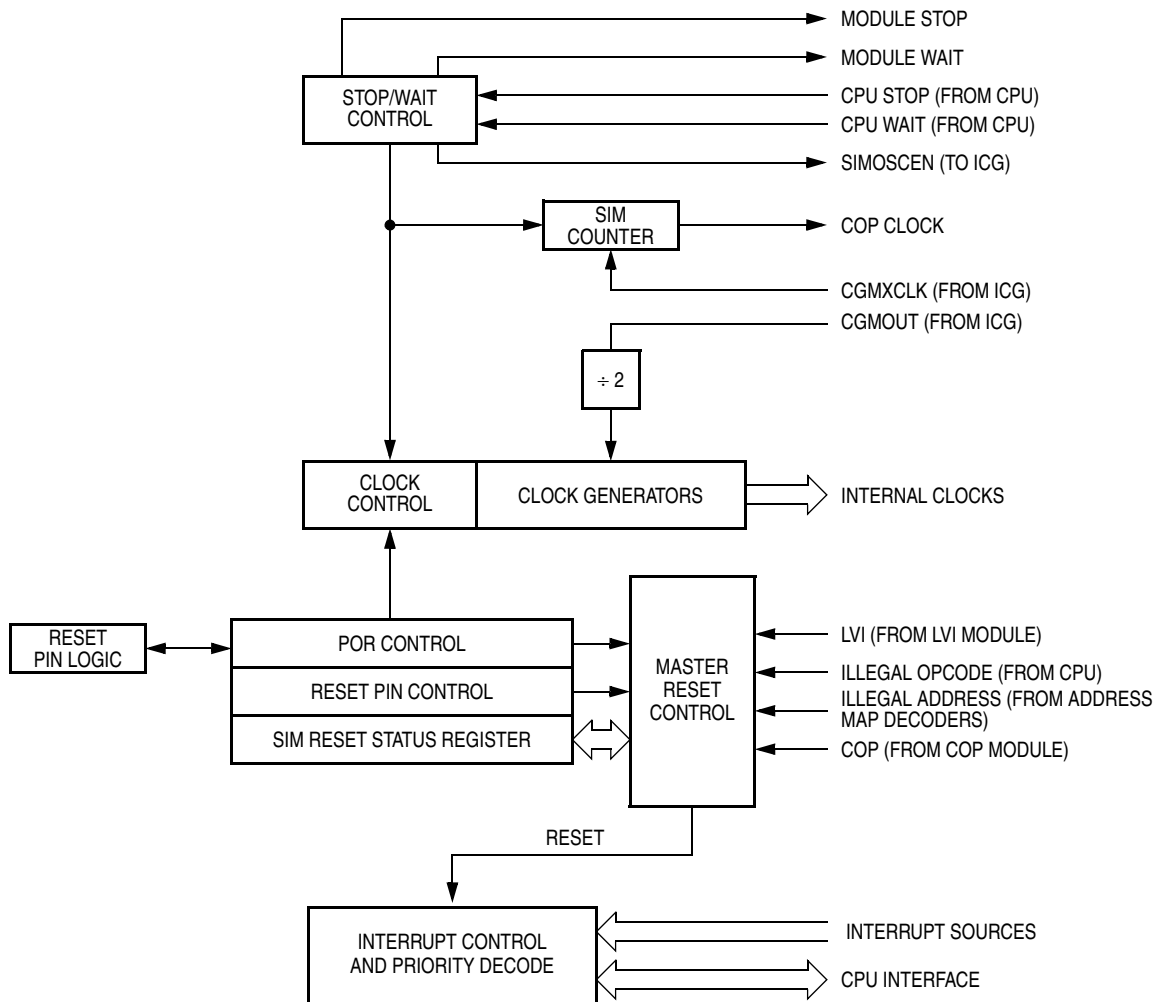 MODULE STOP
MODULE WAIT
STOP/WAIT
CONTROL
CPU STOP (FROM CPU)
CPU WAIT (FROM CPU)
SIMOSCEN (TO ICG)
SIM
COUNTER
COP CLOCK
CGMXCLK (FROM ICG)
CGMOUT (FROM ICG)
÷ 2
CLOCK
CONTROL
CLOCK GENERATORS
INTERNAL CLOCKS
RESET
PIN LOGIC
POR CONTROL
RESET PIN CONTROL
SIM RESET STATUS REGISTER
MASTER
RESET
CONTROL
LVI (FROM LVI MODULE)
ILLEGAL OPCODE (FROM CPU)
ILLEGAL ADDRESS (FROM ADDRESS
MAP DECODERS)
COP (FROM COP MODULE)
RESET
INTERRUPT CONTROL
AND PRIORITY DECODE
INTERRUPT SOURCES
CPU INTERFACE